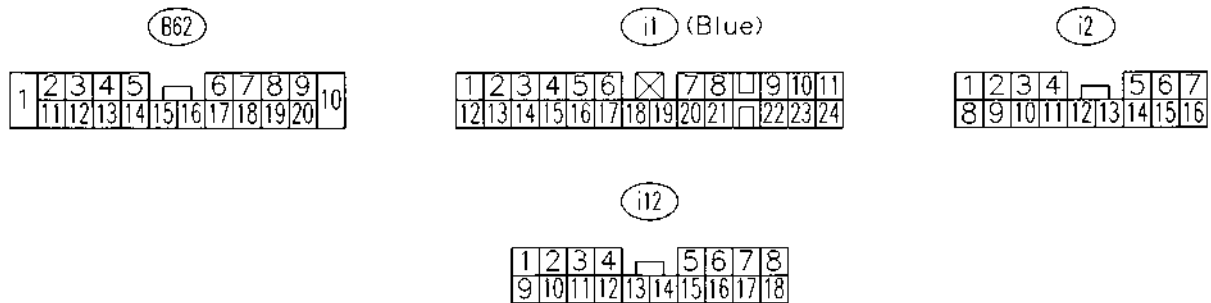 B62
i1 (Blue)
i2
1 2 3 4 5 6 7 8 9 10
11 12 13 14 15 16 17 18 19 20
1 2 3 4 5 6 7 8 9 10 11
12 13 14 15 16 17 18 19 20 21 22 23 24
1 2 3 4 5 6 7
8 9 10 11 12 13 14 15 16
i12
1 2 3 4 5 6 7 8
9 10 11 12 13 14 15 16 17 18